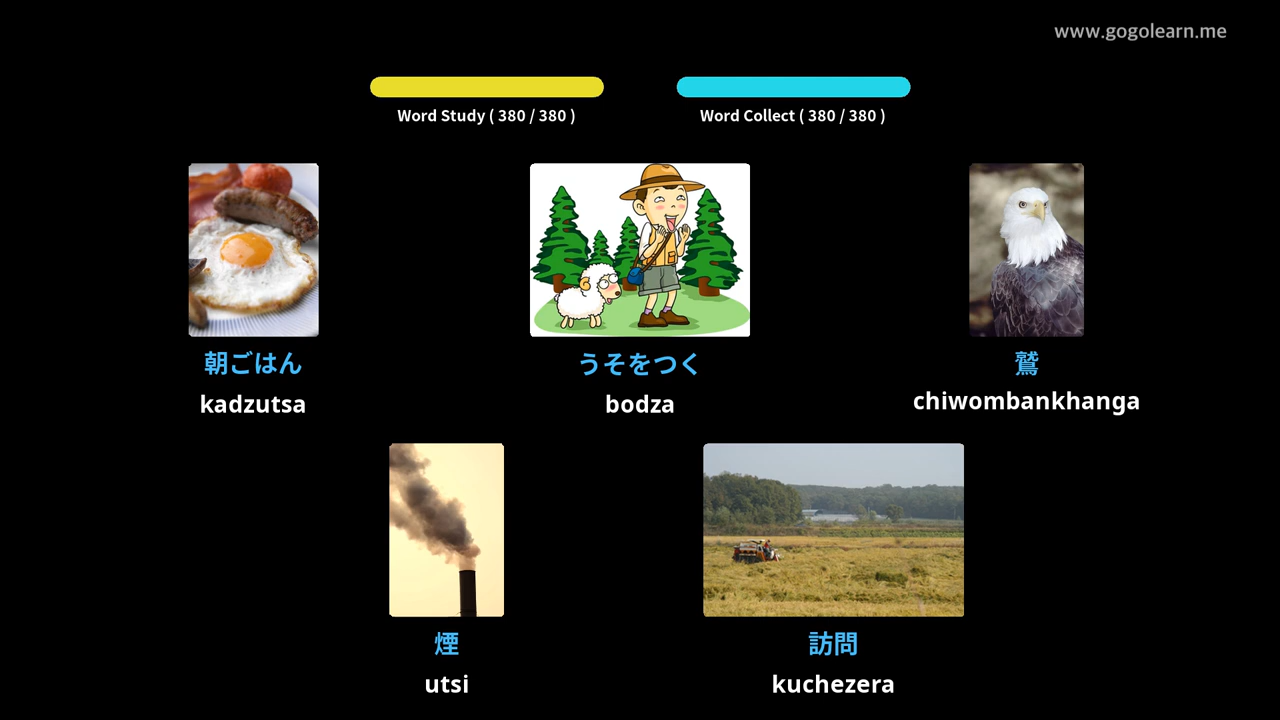 www.gogolearn.me
Word Study ( 380 / 380 )
Word Collect ( 380 / 380 )
朝ごはん
kadzutsa
うそをつく
bodza
鷲
chiwombankhanga
煙
utsi
訪問
kuchezera